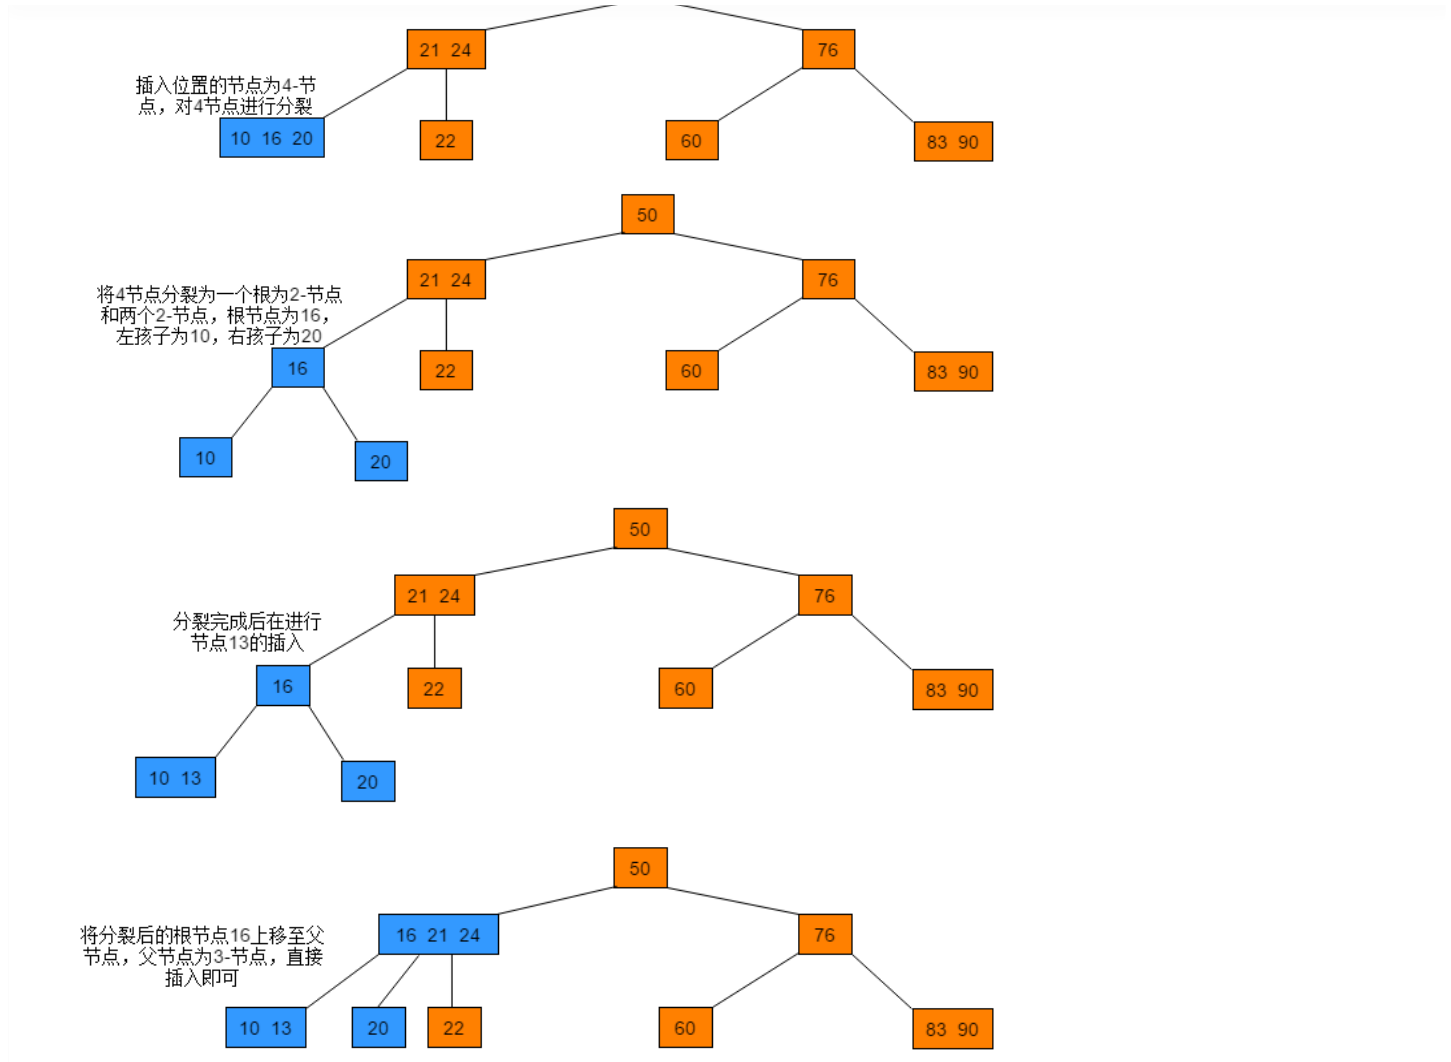 21 24
76
插入位置的节点为4-节
点，对4节点进行分裂
10 16 20
22
60
83 90
50
21 24
76
将4节点分裂为一个根为2-节点
和两个2-节点，根节点为16，
左孩子为10，右孩子为20
16
22
60
83 90
10
20
50
21 24
76
分裂完成后在进行
节点13的插入
16
22
60
83 90
10 13
20
50
16 21 24
76
将分裂后的根节点16上移至父
节点，父节点为3-节点，直接
插入即可
10 13
20
22
60
83 90